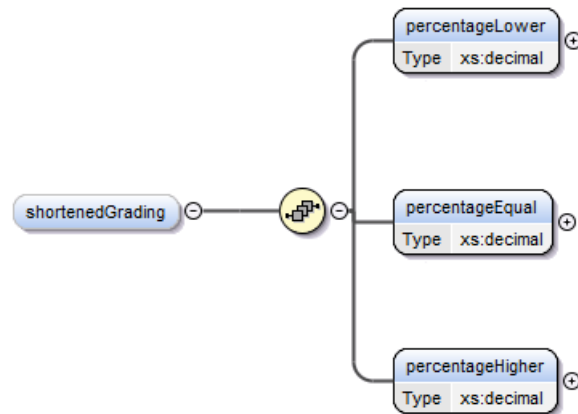 percentageLower
Type xs:decimal
shortenedGrading
percentageEqual
Type xs:decimal
percentageHigher
Type xs:decimal